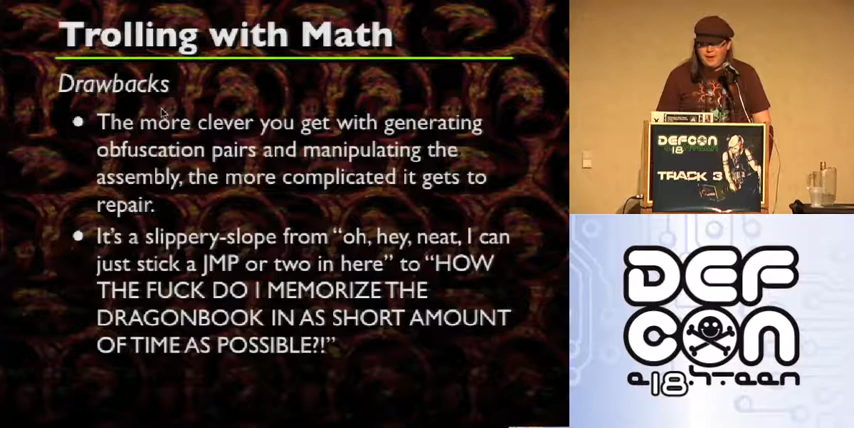 Trolling with Math
Drawbacks
• The more clever you get with generating
obfuscation pairs and manipulating the
assembly, the more complicated it gets to
repair.
• It's a slippery-slope from "oh, hey, neat, I can
just stick a JMP or two in here" to "HOW
THE FUCK DO I MEMORIZE THE
DRAGONBOOK IN AS SHORT AMOUNT
OF TIME AS POSSIBLE?!"
DEFCON
18
TRACK 3
DEF
CON
e18h.teen